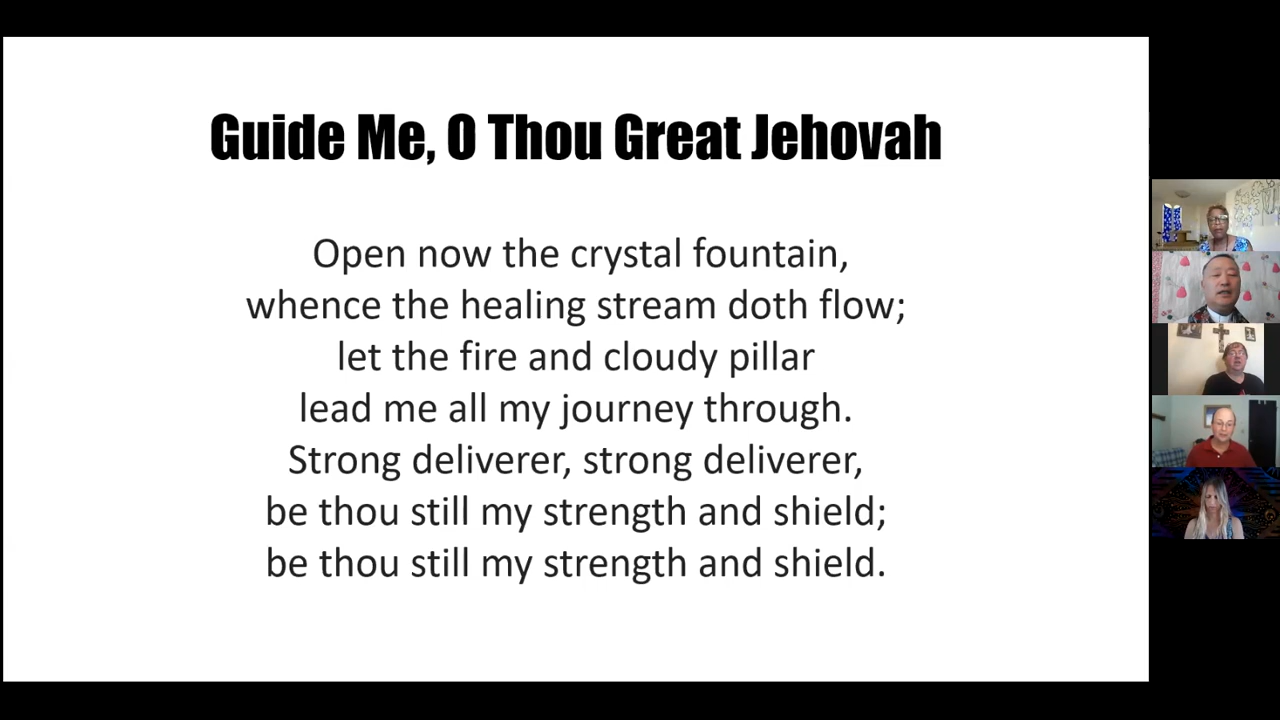 Guide Me, O Thou Great Jehovah
Open now the crystal fountain,
whence the healing stream doth flow;
let the fire and cloudy pillar
lead me all my journey through.
Strong deliverer, strong deliverer,
be thou still my strength and shield;
be thou still my strength and shield.